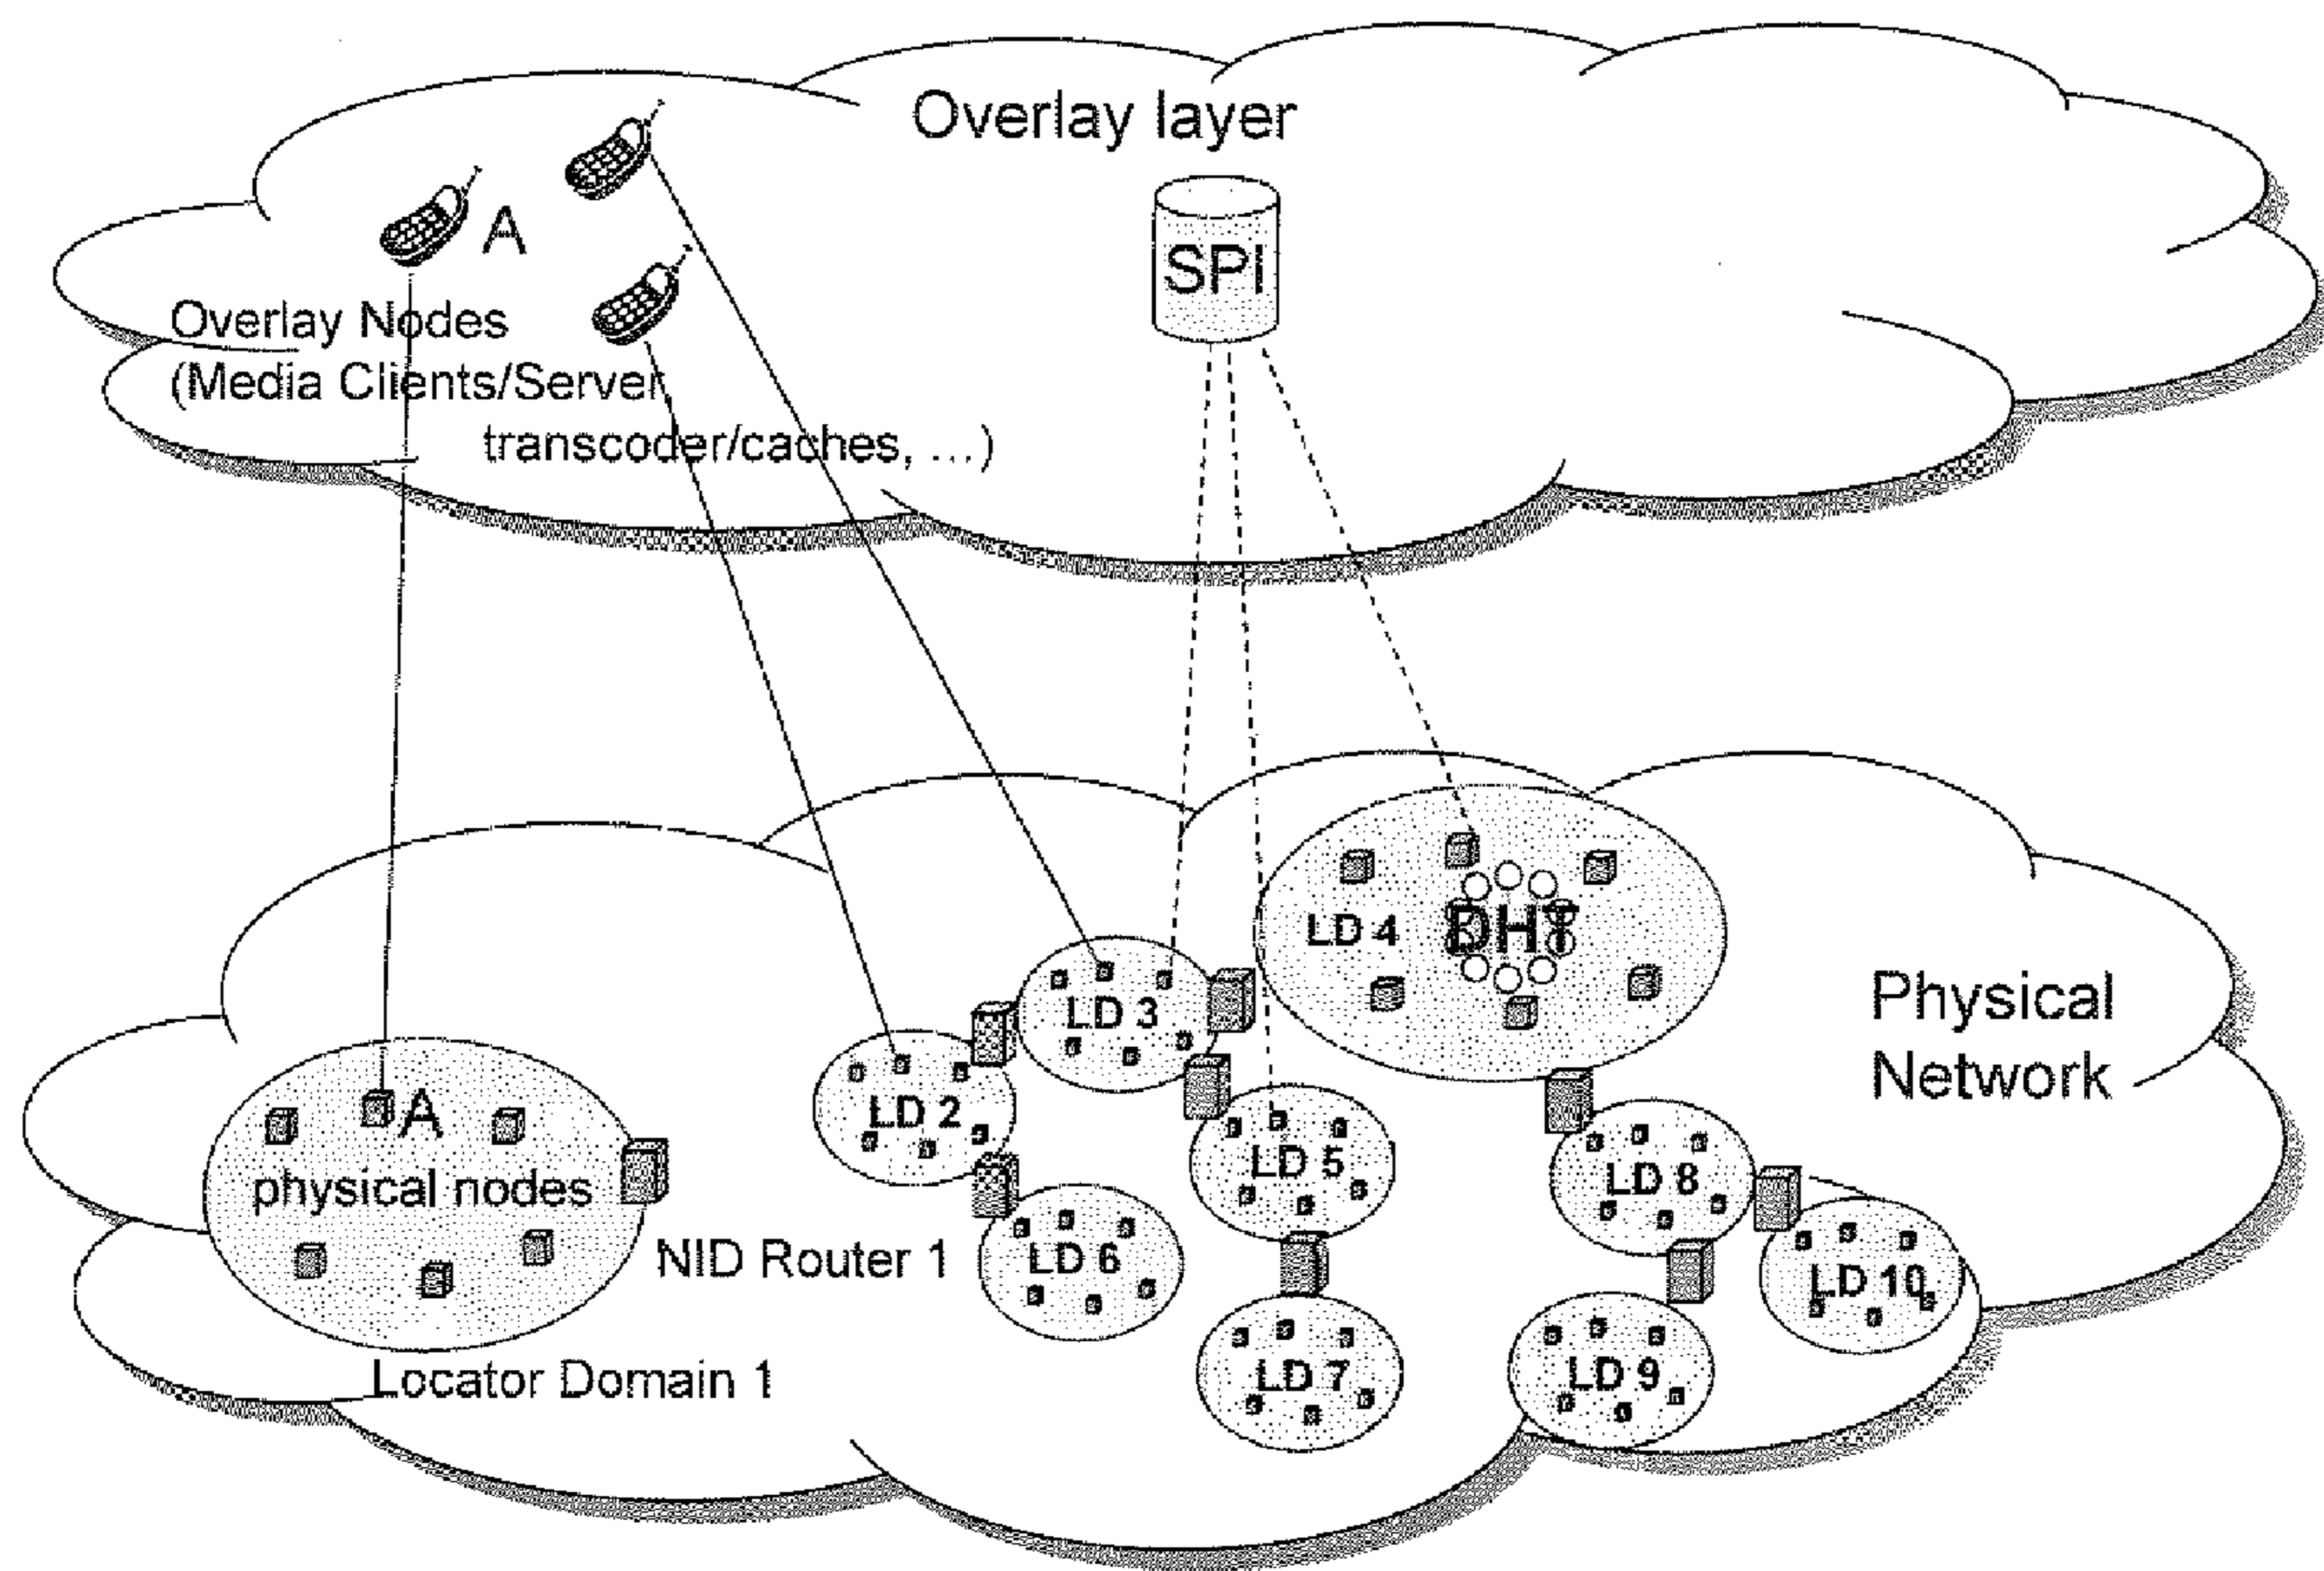 Overlay layer
A
SPI
Overlay Nodes
(Media Clients/Server,
transcoder/caches, ...)
LD 4
DHT
LD 3
Physical
Network
LD 2
A
LD 5
physical nodes
LD 8
NID Router 1
LD 6
LD 10
Locator Domain 1
LD 7
LD 9